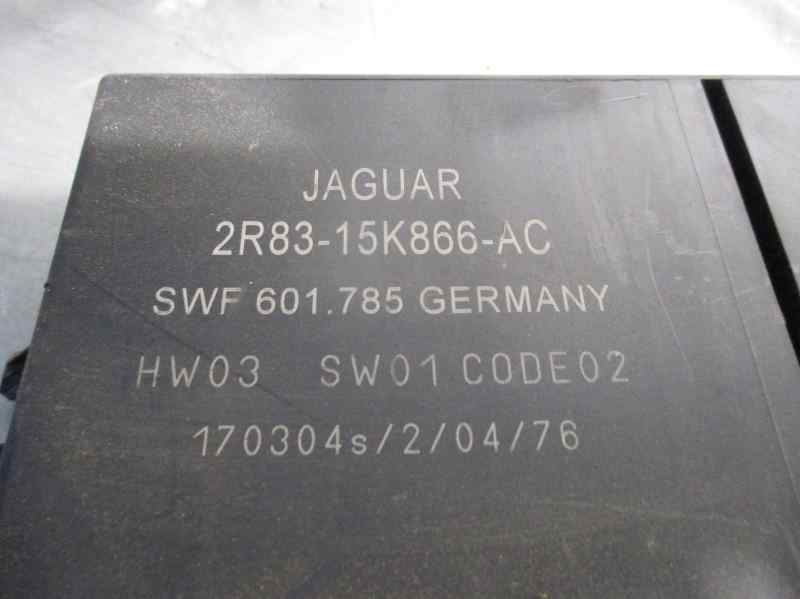 JAGUAR
2R83-15K866-AC
SWF 601.785 GERMANY
HW03 SW01 CODE02
170304s/2/04/76